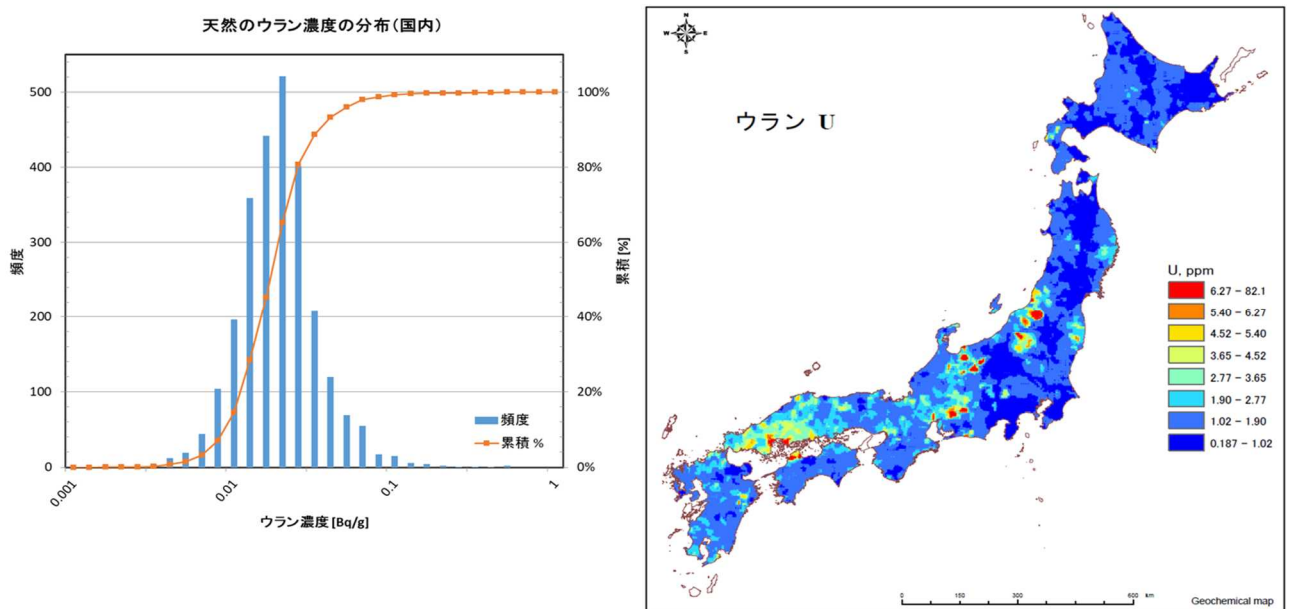 天然のウラン濃度の分布(国内)
500
400
300
200
100
0
頻度
100%
80%
60%
40%
20%
0%
累積 [%]
頻度
累積 %
0.001
0.01
0.1
1
ウラン濃度 [Bq/g]
N
W E
S
ウラン U
U, ppm
6.27 – 82.1
5.40 – 6.27
4.52 – 5.40
3.65 – 4.52
2.77 – 3.65
1.90 – 2.77
1.02 – 1.90
0.187 – 1.02
0 150 300 600 km
Geochemical map